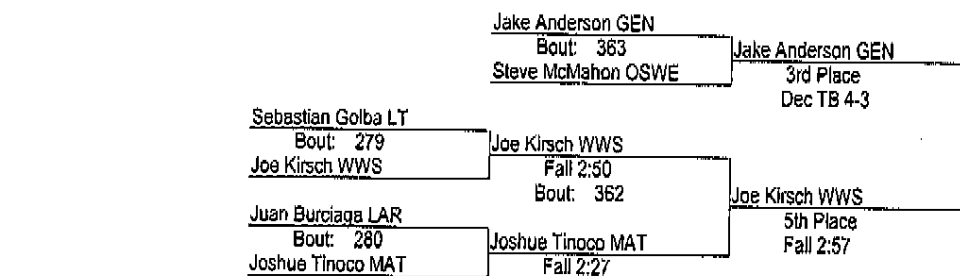 Jake Anderson GEN
Bout: 363
Steve McMahon OSWE
Jake Anderson GEN
3rd Place
Dec TB 4-3
Sebastian Golba LT
Bout: 279
Joe Kirsch WWS
Joe Kirsch WWS
Fall 2:50
Bout: 362
Juan Burciaga LAR
Bout: 280
Joshue Tinoco MAT
Joshue Tinoco MAT
Fall 2:27
Joe Kirsch WWS
5th Place
Fall 2:57